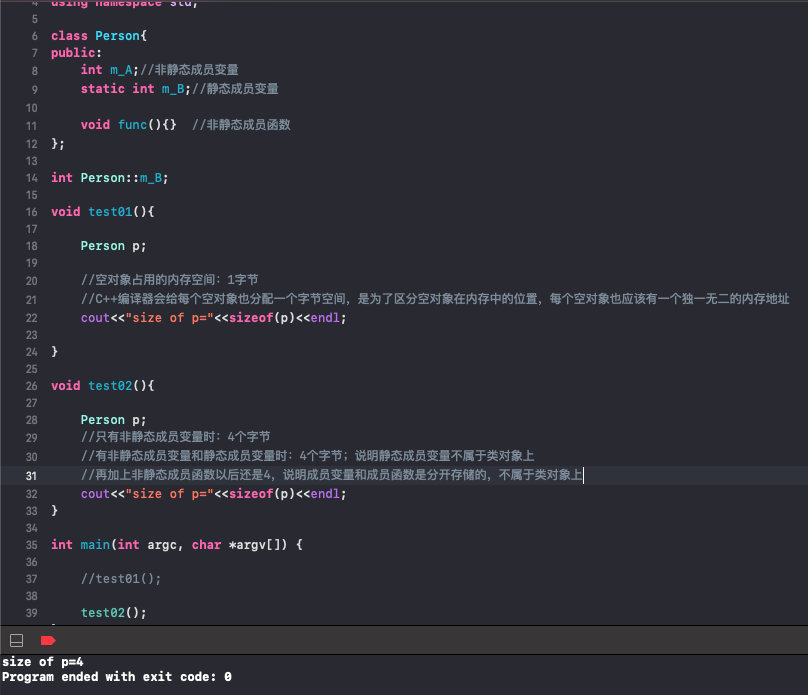 4 using namespace std;
5
6 class Person{
7 public:
8     int m_A;//非静态成员变量
9     static int m_B;//静态成员变量
10
11     void func(){}  //非静态成员函数
12 };
13
14 int Person::m_B;
15
16 void test01(){
17
18     Person p;
19
20     //空对象占用的内存空间：1字节
21     //C++编译器会给每个空对象也分配一个字节空间，是为了区分空对象在内存中的位置，每个空对象也应该有一个独一无二的内存地址
22     cout<<"size of p="<<sizeof(p)<<endl;
23
24 }
25
26 void test02(){
27
28     Person p;
29     //只有非静态成员变量时：4个字节
30     //有非静态成员变量和静态成员变量时：4个字节；说明静态成员变量不属于类对象上
31     //再加上非静态成员函数以后还是4，说明成员变量和成员函数是分开存储的，不属于类对象上
32     cout<<"size of p="<<sizeof(p)<<endl;
33 }
34
35 int main(int argc, char *argv[]) {
36
37     //test01();
38
39     test02();
size of p=4
Program ended with exit code: 0